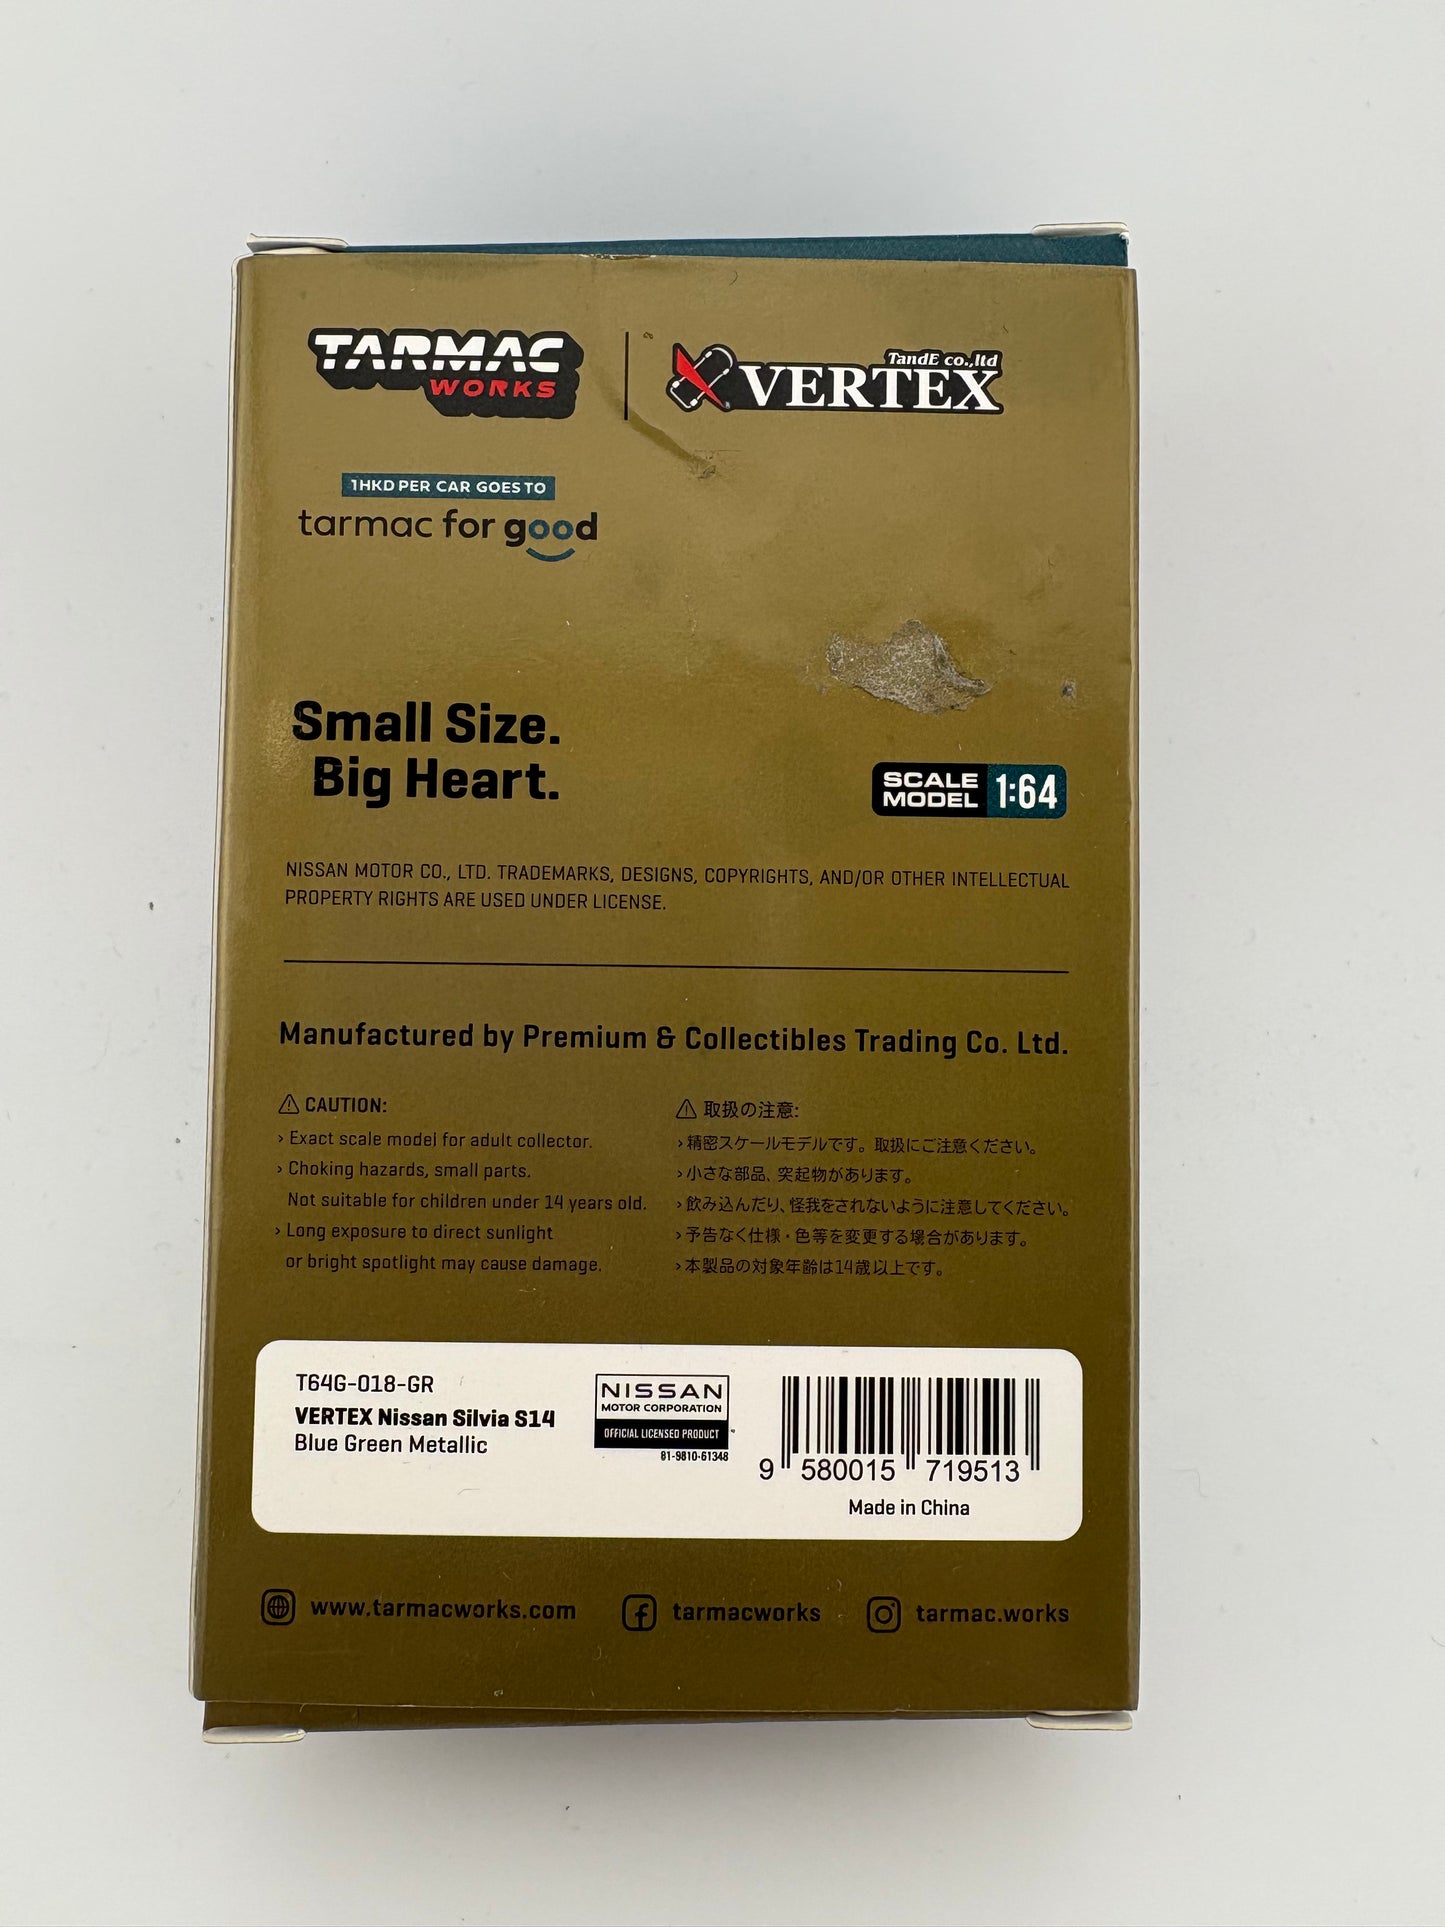 TARMAC
WORKS
TandE co.,ltd
VERTEX
1HKD PER CAR GOES TO
tarmac for good
Small Size.
Big Heart.
SCALE
MODEL
1:64
NISSAN MOTOR CO., LTD. TRADEMARKS, DESIGNS, COPYRIGHTS, AND/OR OTHER INTELLECTUAL
PROPERTY RIGHTS ARE USED UNDER LICENSE.
Manufactured by Premium & Collectibles Trading Co. Ltd.
CAUTION:
› Exact scale model for adult collector.
› Choking hazards, small parts.
Not suitable for children under 14 years old.
› Long exposure to direct sunlight
or bright spotlight may cause damage.
取扱の注意:
› 精密スケールモデルです。取扱にご注意ください。
› 小さな部品、突起物があります。
› 飲み込んだり、怪我をされないように注意してください。
› 予告なく仕様・色等を変更する場合があります。
› 本製品の対象年齢は14歳以上です。
T64G-018-GR
VERTEX Nissan Silvia S14
Blue Green Metallic
NISSAN
MOTOR CORPORATION
OFFICIAL LICENSED PRODUCT
81-9810-61348
9 580015 719513
Made in China
www.tarmacworks.com
tarmacworks
tarmac.works